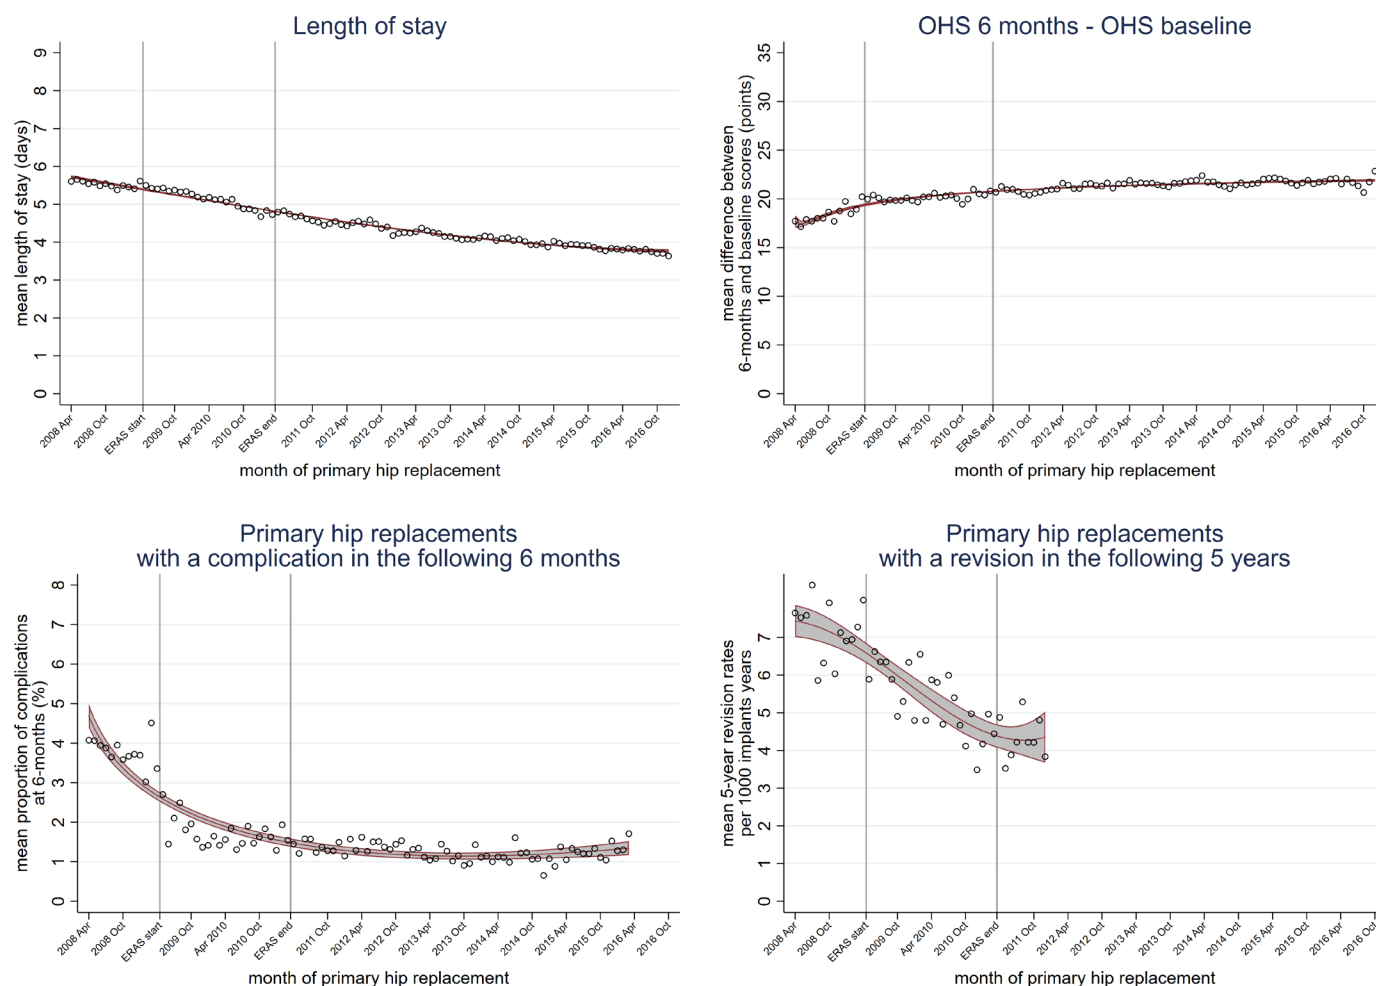 Length of stay
mean length of stay (days)
9
8
7
6
5
4
3
2
1
0
2008 Apr
2008 Oct
ERAS start
2009 Oct
Apr 2010
2010 Oct
ERAS end
2011 Oct
2012 Apr
2012 Oct
2013 Apr
2013 Oct
2014 Apr
2014 Oct
2015 Apr
2015 Oct
2016 Apr
2016 Oct
month of primary hip replacement
OHS 6 months - OHS baseline
mean difference between
6-months and baseline scores (points)
35
30
25
20
15
10
5
0
2008 Apr
2008 Oct
ERAS start
2009 Oct
Apr 2010
2010 Oct
ERAS end
2011 Oct
2012 Apr
2012 Oct
2013 Apr
2013 Oct
2014 Apr
2014 Oct
2015 Apr
2015 Oct
2016 Apr
2016 Oct
month of primary hip replacement
Primary hip replacements
with a complication in the following 6 months
mean proportion of complications
at 6-months (%)
8
7
6
5
4
3
2
1
0
2008 Apr
2008 Oct
ERAS start
2009 Oct
Apr 2010
2010 Oct
ERAS end
2011 Oct
2012 Apr
2012 Oct
2013 Apr
2013 Oct
2014 Apr
2014 Oct
2015 Apr
2015 Oct
2016 Apr
2016 Oct
month of primary hip replacement
Primary hip replacements
with a revision in the following 5 years
mean 5-year revision rates
per 1000 implants years
7
6
5
4
3
2
1
0
2008 Apr
2008 Oct
ERAS start
2009 Oct
Apr 2010
2010 Oct
ERAS end
2011 Oct
2012 Apr
2012 Oct
2013 Apr
2013 Oct
2014 Apr
2014 Oct
2015 Apr
2015 Oct
2016 Apr
2016 Oct
month of primary hip replacement